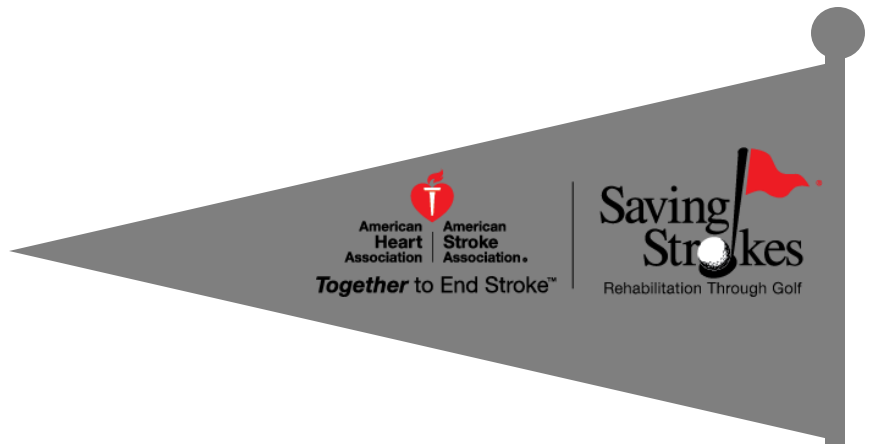 American American
Heart Stroke
Association Association®
Together to End Stroke™
Saving
Strokes
Rehabilitation Through Golf